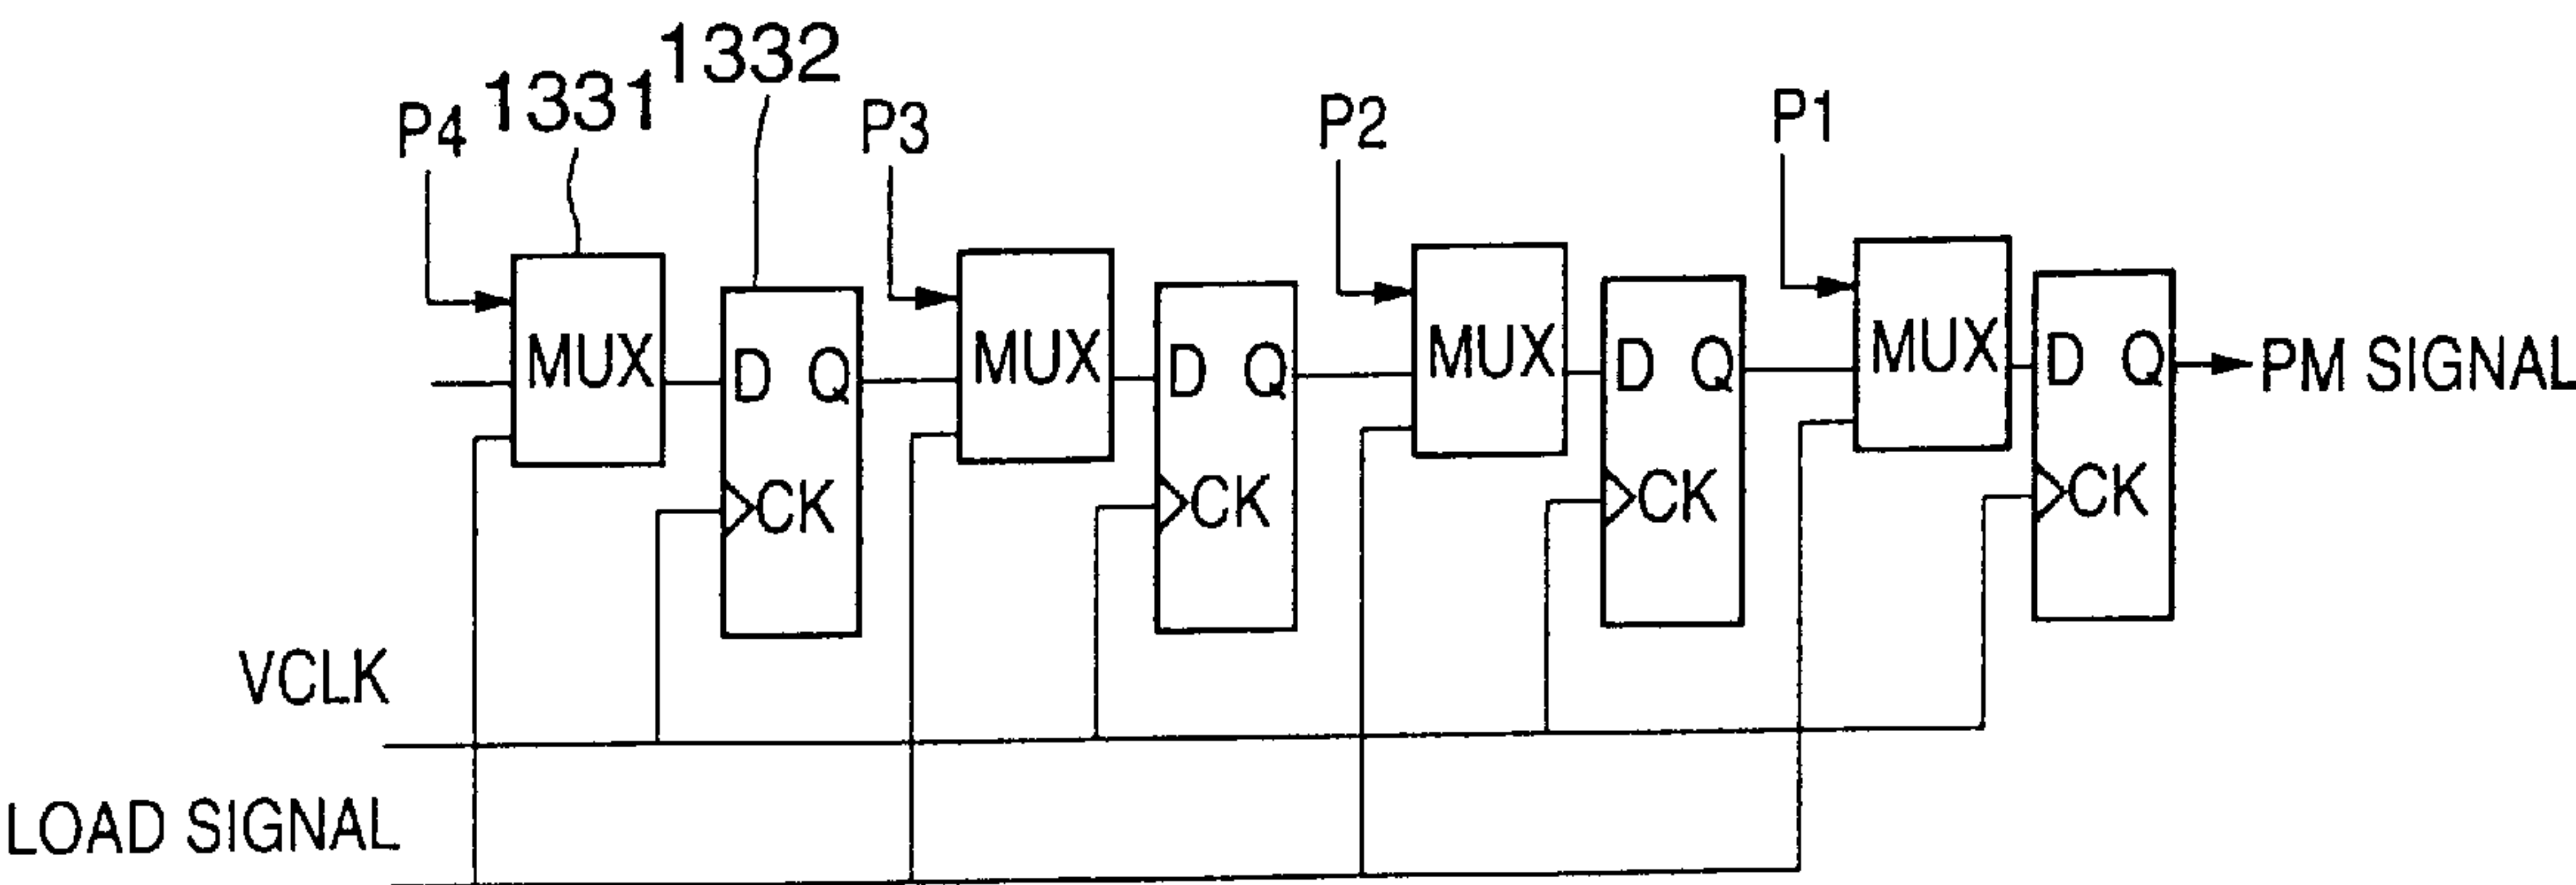 1332
1331
P4
P3
P2
P1
MUX
D Q
MUX
D Q
MUX
D Q
MUX
D Q
PM SIGNAL
CK
CK
CK
CK
VCLK
LOAD SIGNAL